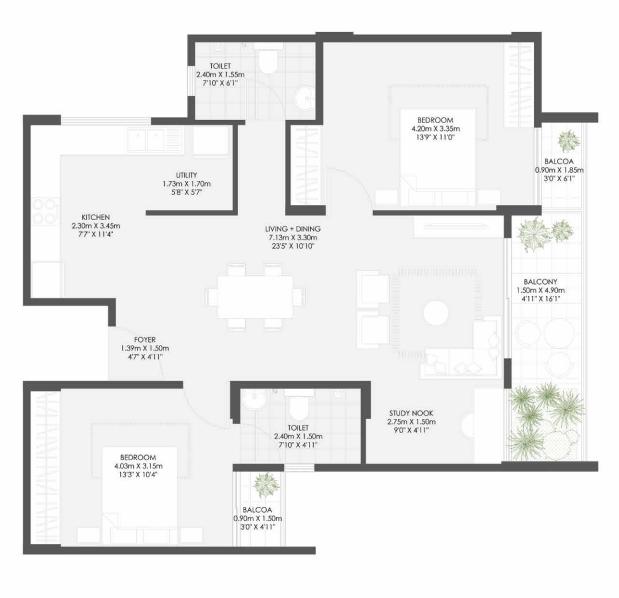 TOILET
2.40m X 1.55m
7'10" X 6'1"
BEDROOM
4.20m X 3.35m
13'9" X 11'0"
BALCOA
0.90m X 1.85m
3'0" X 6'1"
UTILITY
1.73m X 1.70m
5'8" X 5'7"
KITCHEN
2.30m X 3.45m
7'7" X 11'4"
LIVING + DINING
7.13m X 3.30m
23'5" X 10'10"
BALCONY
1.50m X 4.90m
4'11" X 16'1"
FOYER
1.39m X 1.50m
4'7" X 4'11"
STUDY NOOK
2.75m X 1.50m
9'0" X 4'11"
TOILET
2.40m X 1.50m
7'10" X 4'11"
BEDROOM
4.03m X 3.15m
13'3" X 10'4"
BALCOA
0.90m X 1.50m
3'0" X 4'11"